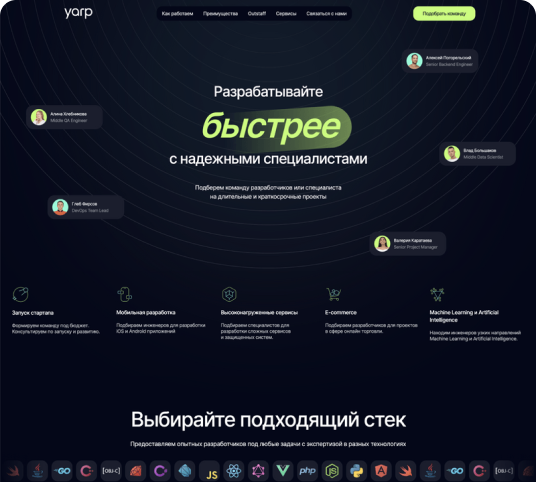 yarp
Как работаем Преимущества Outstaff Сервисы Связаться с нами
Подобрать команду
Алексей Погорельский
Senior Backend Engineer
Разрабатывайте
быстрее
с надежными специалистами
Алина Хлебникова
Middle QA Engineer
Влад Большаков
Middle Data Scientist
Подберем команду разработчиков или специалиста
на длительные и краткосрочные проекты
Глеб Фирсов
DevOps Team Lead
Валерия Каратаева
Senior Project Manager
Запуск стартапа
Формируем команду под бюджет.
Консультируем по запуску и развитию.
Мобильная разработка
Подбираем инженеров для разработки
iOS и Android приложений
Высоконагруженные сервисы
Подбираем специалистов для
разработки сложных сервисов
и защищенных систем.
E-commerce
Подбираем разработчиков для проектов
в сфере онлайн торговли.
Machine Learning и Artificial
Intelligence
Находим инженеров узких направлений
Machine Learning и Artificial Intelligence.
Выбирайте подходящий стек
Предоставляем опытных разработчиков под любые задачи с экспертизой в разных технологиях
GO C++ [OBJ-C] C++ JS php JS A GO C++ [OBJ-C]